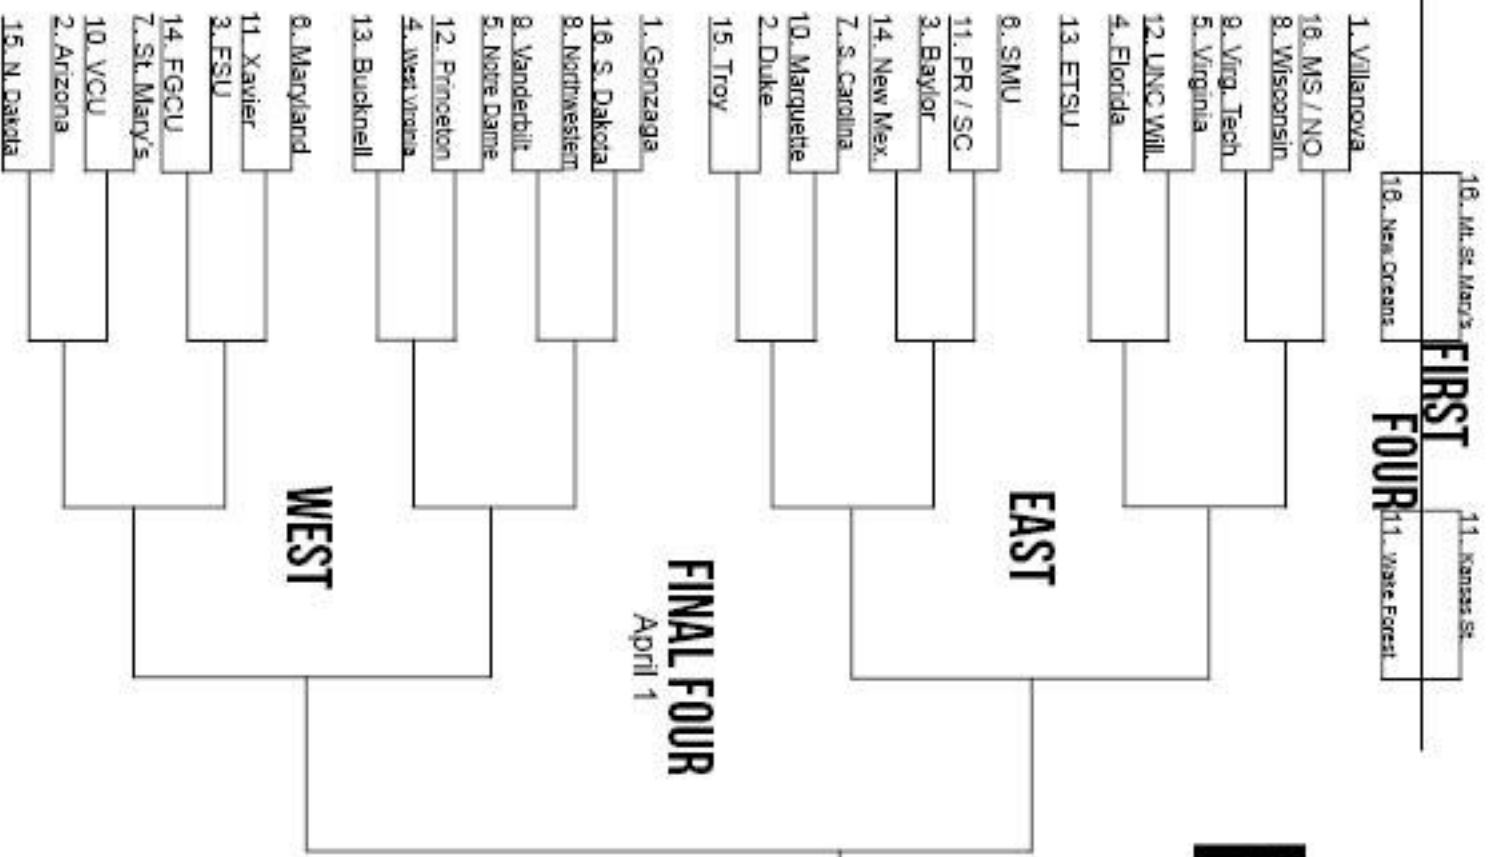 16. Mt. St. Mary's
16. New Orleans
FIRST
FOUR
11. Kansas St.
11. Wake Forest
1. Villanova
16. MS / NO
8. Wisconsin
9. Virg. Tech
5. Virginia
12. UNC Will.
4. Florida
13. ETSU
6. SMU
11. PR / SC
3. Baylor
14. New Mex.
7. S. Carolina
10. Marquette
2. Duke
15. Troy
EAST
FINAL FOUR
April 1
1. Gonzaga
16. S. Dakota
8. Northwestern
9. Vanderbilt
5. Notre Dame
12. Princeton
4. West Virginia
13. Bucknell
6. Maryland
11. Xavier
3. FSU
14. FGCU
7. St. Mary's
10. VCU
2. Arizona
15. N. Dakota
WEST